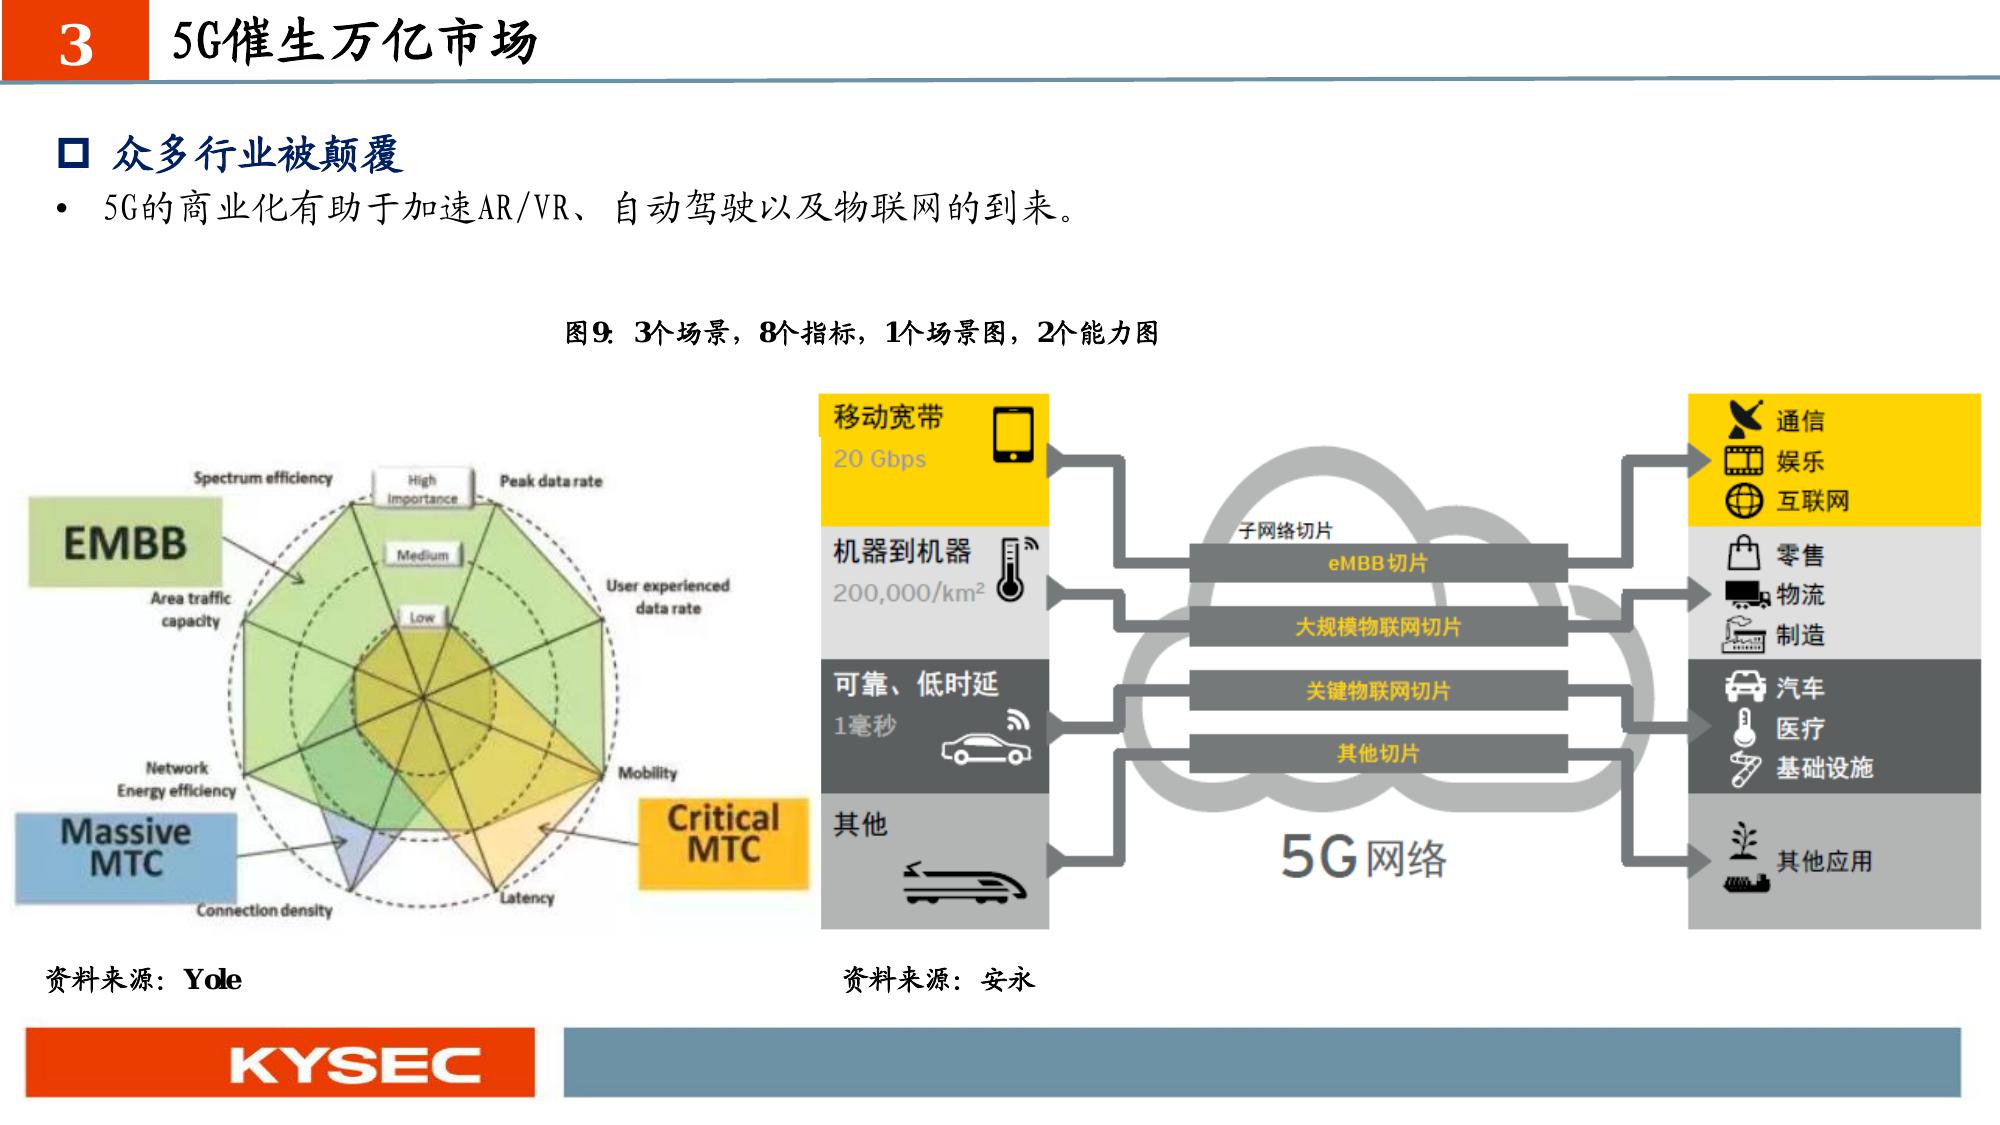 3
5G催生万亿市场
众多行业被颠覆
• 5G的商业化有助于加速AR/VR、自动驾驶以及物联网的到来。
图9: 3个场景，8个指标，1个场景图，2个能力图
Spectrum efficiency
High
Importance
Peak data rate
EMBB
Medium
Area traffic
capacity
User experienced
data rate
Low
Network
Energy efficiency
Mobility
Massive
MTC
Critical
MTC
Connection density
Latency
移动宽带
20 Gbps
机器到机器
200,000/km²
可靠、低时延
1毫秒
其他
子网络切片
eMBB切片
大规模物联网切片
关键物联网切片
其他切片
5G网络
通信
娱乐
互联网
零售
物流
制造
汽车
医疗
基础设施
其他应用
资料来源：Yole
资料来源：安永
KYSEC